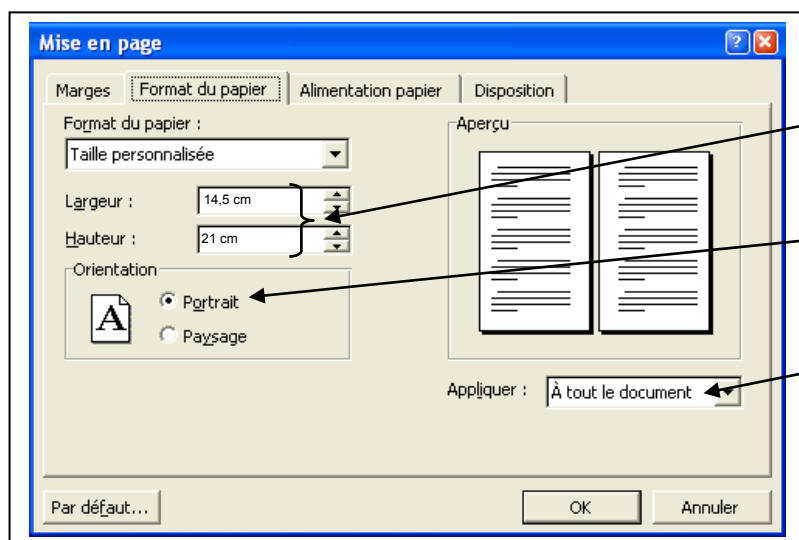 Mise en page
Marges
Format du papier
Alimentation papier
Disposition
Format du papier :
Taille personnalisée
Largeur :
14,5 cm
Hauteur :
21 cm
Orientation
A
Portrait
Paysage
Aperçu
Appliquer :
À tout le document
Par défaut...
OK
Annuler